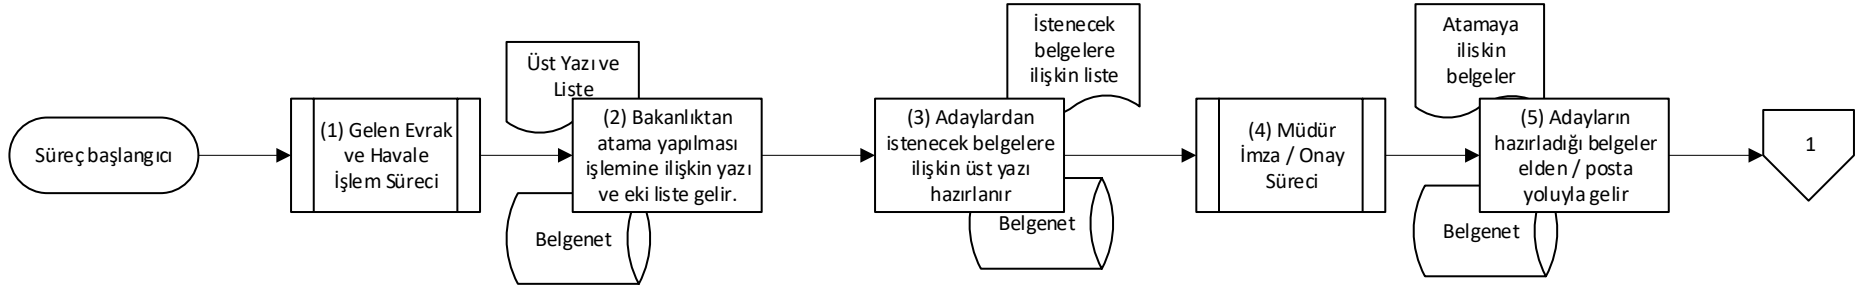 Süreç başlangıcı
(1) Gelen Evrak
ve Havale
İşlem Süreci
Üst Yazı ve
Liste
(2) Bakanlıktan
atama yapılması
işlemine ilişkin yazı
ve eki liste gelir.
Belgenet
İstenecek
belgelere
ilişkin liste
(3) Adaylardan
istenecek belgelere
ilişkin üst yazı
hazırlanır
Belgenet
(4) Müdür
İmza / Onay
Süreci
Atamaya
iliskin
belgeler
(5) Adayların
hazırladığı belgeler
elden / posta
yoluyla gelir
Belgenet
1